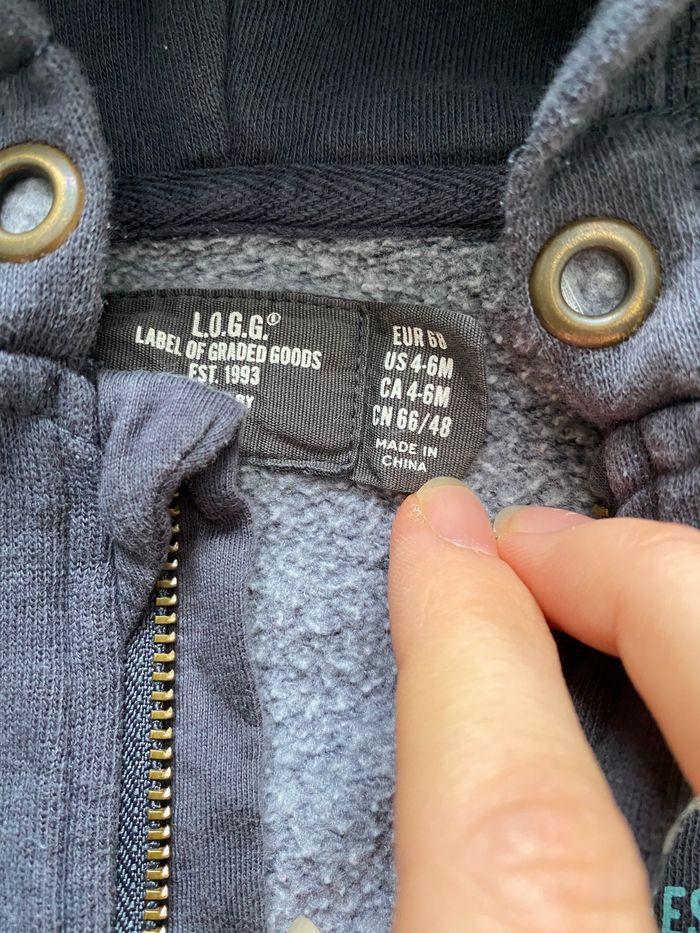 L.O.G.G.®
LABEL OF GRADED GOODS
EST. 1993
EUR 68
US 4-6M
CA 4-6M
CN 66/48
MADE IN
CHINA